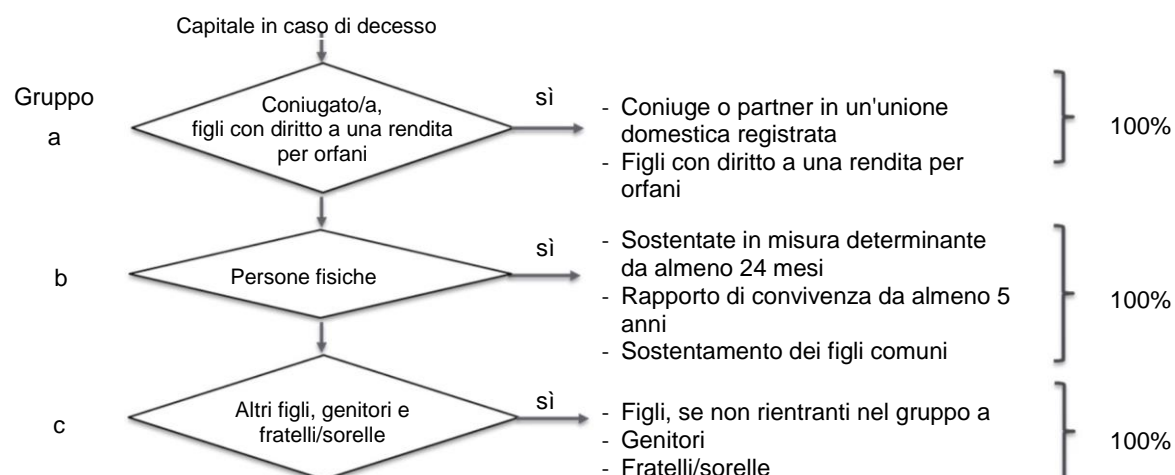 Capitale in caso di decesso
Gruppo
a
Coniugato/a,
figli con diritto a una rendita
per orfani
sì
- Coniuge o partner in un'unione
domestica registrata
- Figli con diritto a una rendita per
orfani
100%
b
Persone fisiche
sì
- Sostentate in misura determinante
da almeno 24 mesi
- Rapporto di convivenza da almeno 5
anni
- Sostentamento dei figli comuni
100%
c
Altri figli, genitori e
fratelli/sorelle
sì
- Figli, se non rientranti nel gruppo a
- Genitori
- Fratelli/sorelle
100%